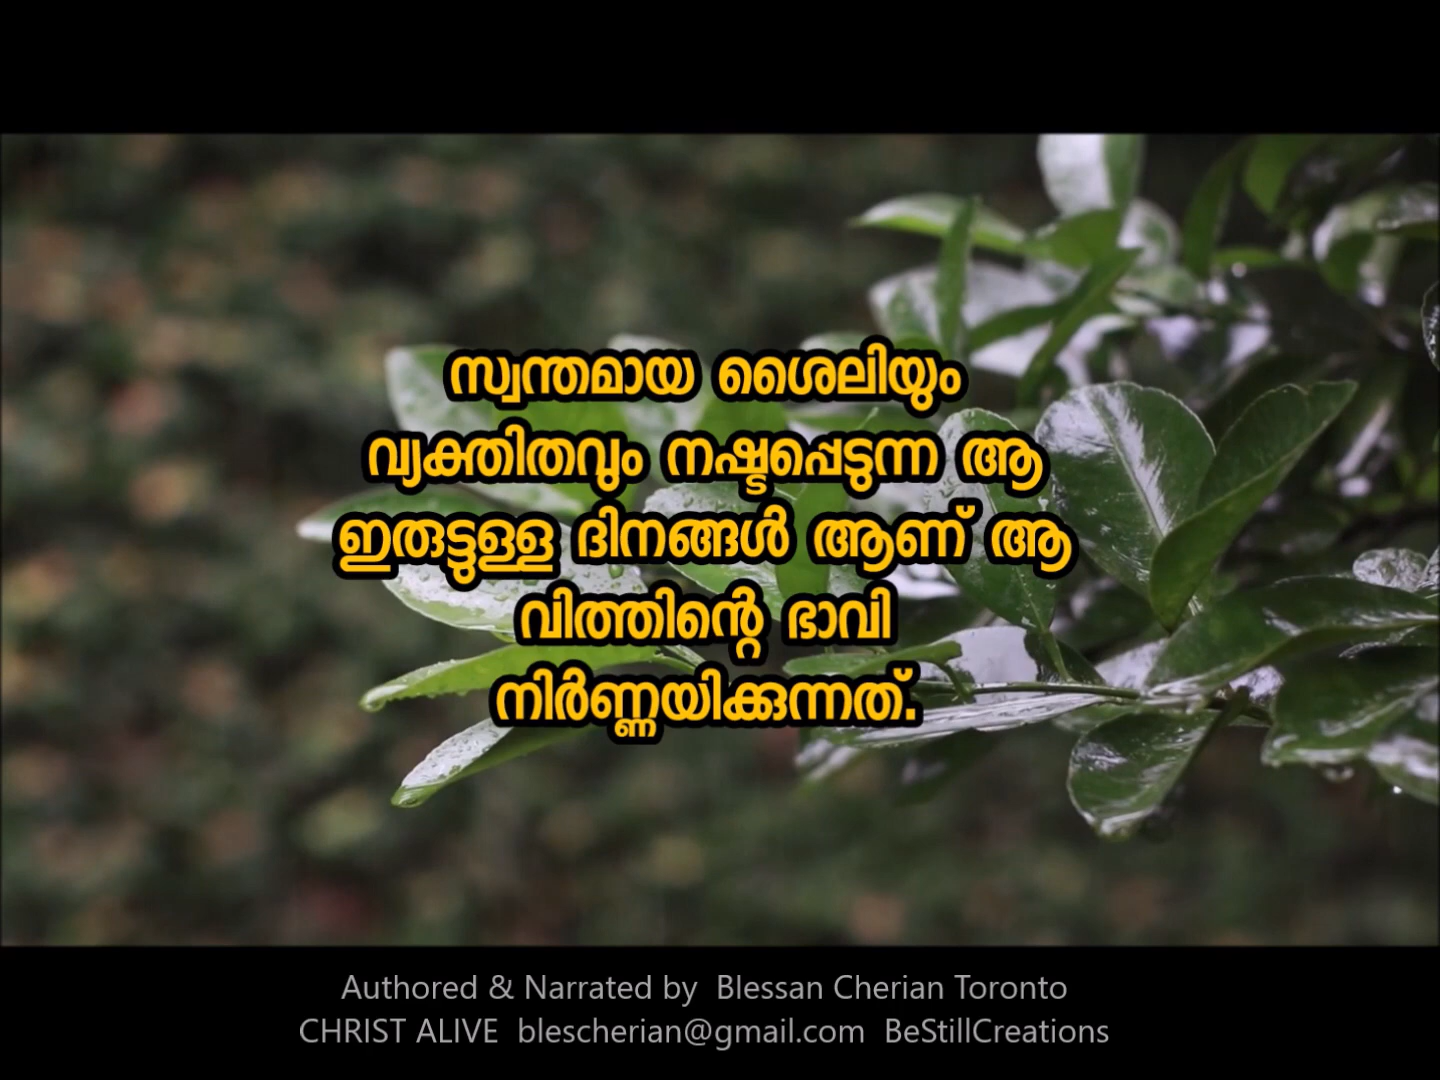 സ്വന്തമായ ശൈലിയും
വ്യക്തിതവും നഷ്ടപ്പെടുന്ന ആ
ഇരുട്ടുള്ള ദിനങ്ങൾ ആണ് ആ
വിത്തിന്റെ ഭാവി
നിർണ്ണയിക്കുന്നത്.
Authored & Narrated by  Blessan Cherian Toronto
CHRIST ALIVE  blescherian@gmail.com  BeStillCreations